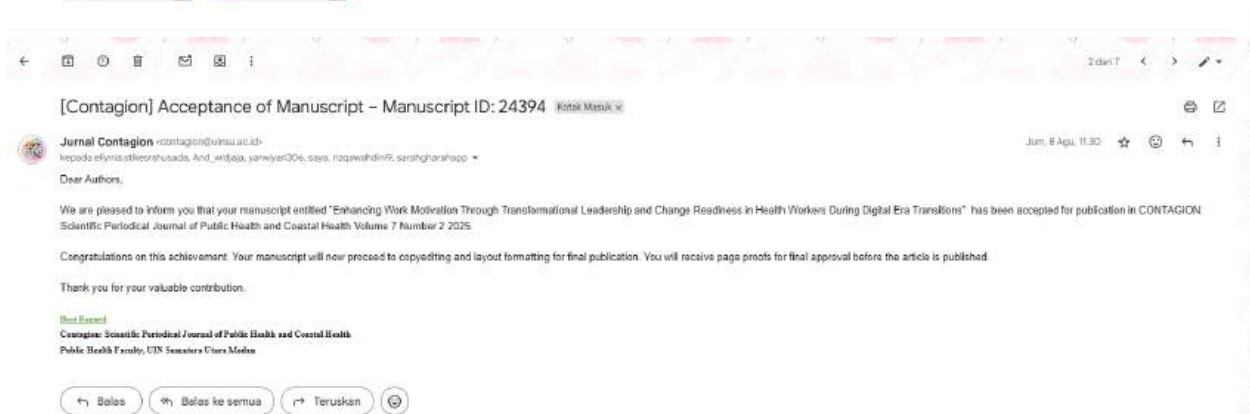 2 dari 7
[Contagion] Acceptance of Manuscript – Manuscript ID: 24394 Kotak Masuk ×
Jurnal Contagion <contagion@uinsu.ac.id>
Jum, 8 Agu, 11.30
kepada ellynia.stikesrshusada, And_widjaja, yarwiyari306, saya, rizqawahdini9, sarahgharahapp
Dear Authors,
We are pleased to inform you that your manuscript entitled "Enhancing Work Motivation Through Transformational Leadership and Change Readiness in Health Workers During Digital Era Transitions" has been accepted for publication in CONTAGION:
Scientific Periodical Journal of Public Health and Coastal Health Volume 7 Number 2 2025.
Congratulations on this achievement. Your manuscript will now proceed to copyediting and layout formatting for final publication. You will receive page proofs for final approval before the article is published.
Thank you for your valuable contribution.
Best Regard
Contagion: Scientific Periodical Journal of Public Health and Coastal Health
Public Health Faculty, UIN Sumatera Utara Medan
Balas Balas ke semua Teruskan